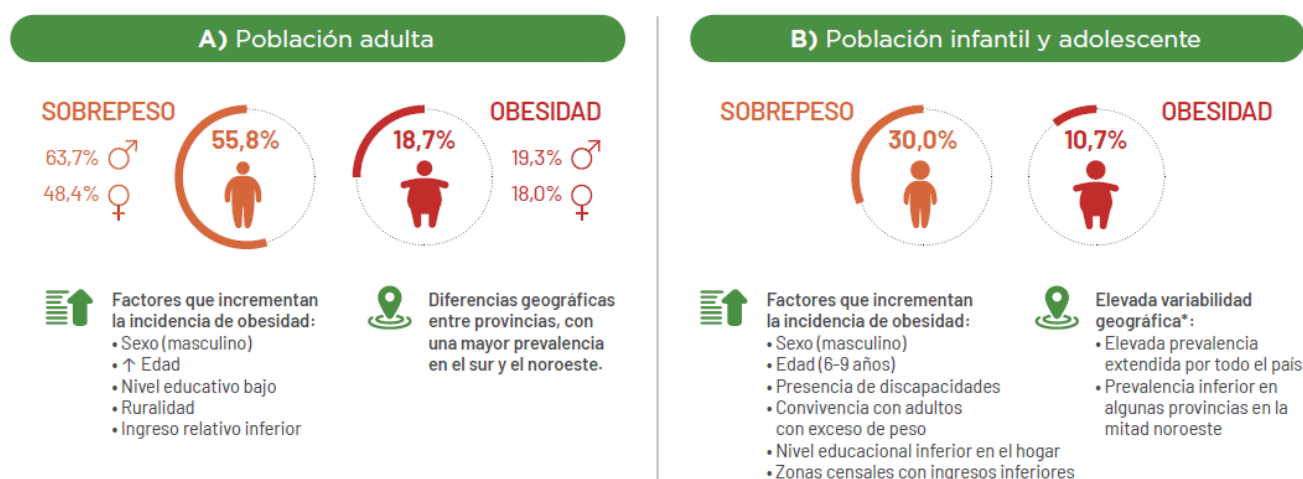 A) Población adulta
SOBREPESO
63,7% ♂
48,4% ♀
55,8%
18,7%
OBESIDAD
19,3% ♂
18,0% ♀
Factores que incrementan
la incidencia de obesidad:
• Sexo (masculino)
• ↑ Edad
• Nivel educativo bajo
• Ruralidad
• Ingreso relativo inferior
Diferencias geográficas
entre provincias, con
una mayor prevalencia
en el sur y el noroeste.
B) Población infantil y adolescente
SOBREPESO
30,0%
10,7%
OBESIDAD
Factores que incrementan
la incidencia de obesidad:
• Sexo (masculino)
• Edad (6-9 años)
• Presencia de discapacidades
• Convivencia con adultos
con exceso de peso
• Nivel educacional inferior en el hogar
• Zonas censales con ingresos inferiores
Elevada variabilidad
geográfica*:
• Elevada prevalencia
extendida por todo el país
• Prevalencia inferior en
algunas provincias en la
mitad noroeste